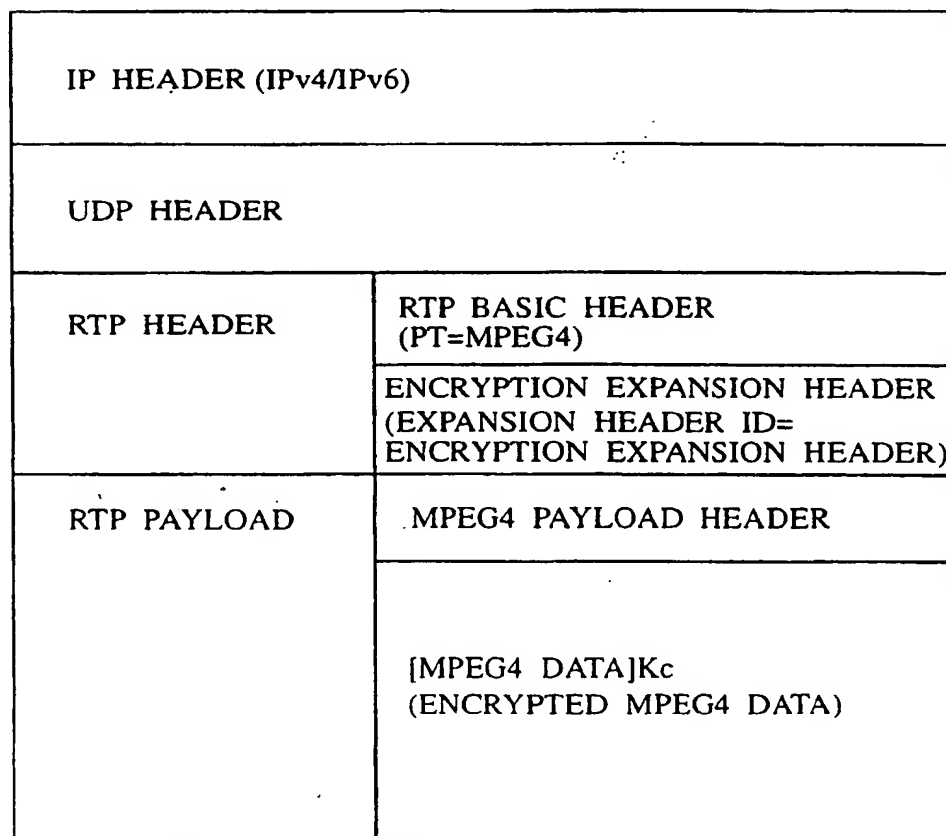 IP HEADER (IPv4/IPv6)
UDP HEADER
RTP HEADER
RTP BASIC HEADER
(PT=MPEG4)
ENCRYPTION EXPANSION HEADER
(EXPANSION HEADER ID=
ENCRYPTION EXPANSION HEADER)
RTP PAYLOAD
MPEG4 PAYLOAD HEADER
[MPEG4 DATA]Kc
(ENCRYPTED MPEG4 DATA)